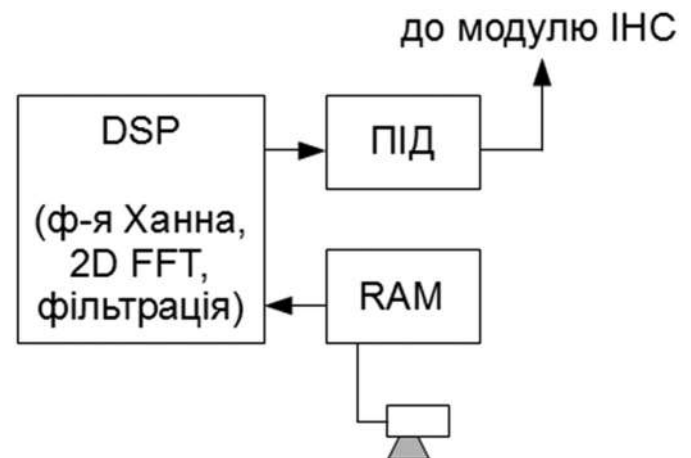 до модулю ІНС
DSP
(ф-я Ханна,
2D FFT,
фільтрація)
ПІД
RAM